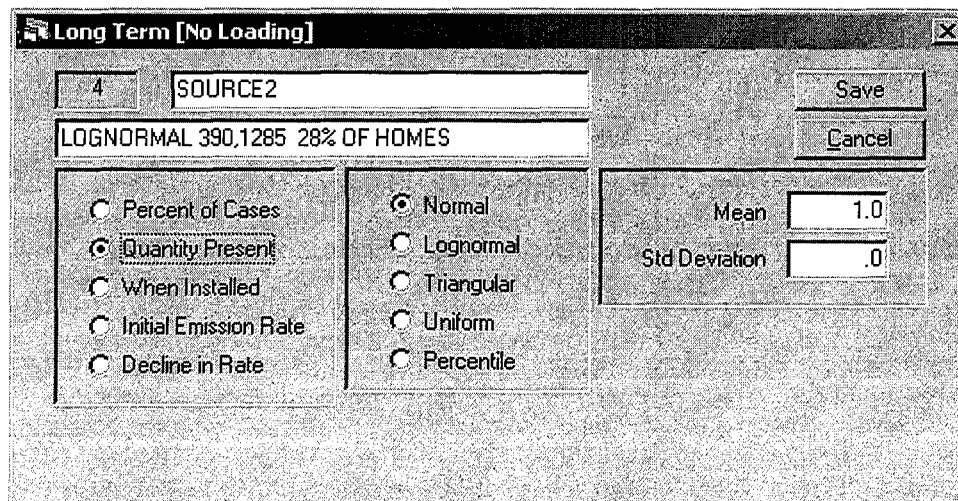 Long Term [No Loading]
4 SOURCE2 Save
LOGNORMAL 390,1285 28% OF HOMES Cancel
Percent of Cases Normal Mean 1.0
Quantity Present Lognormal Std Deviation .0
When Installed Triangular
Initial Emission Rate Uniform
Decline in Rate Percentile